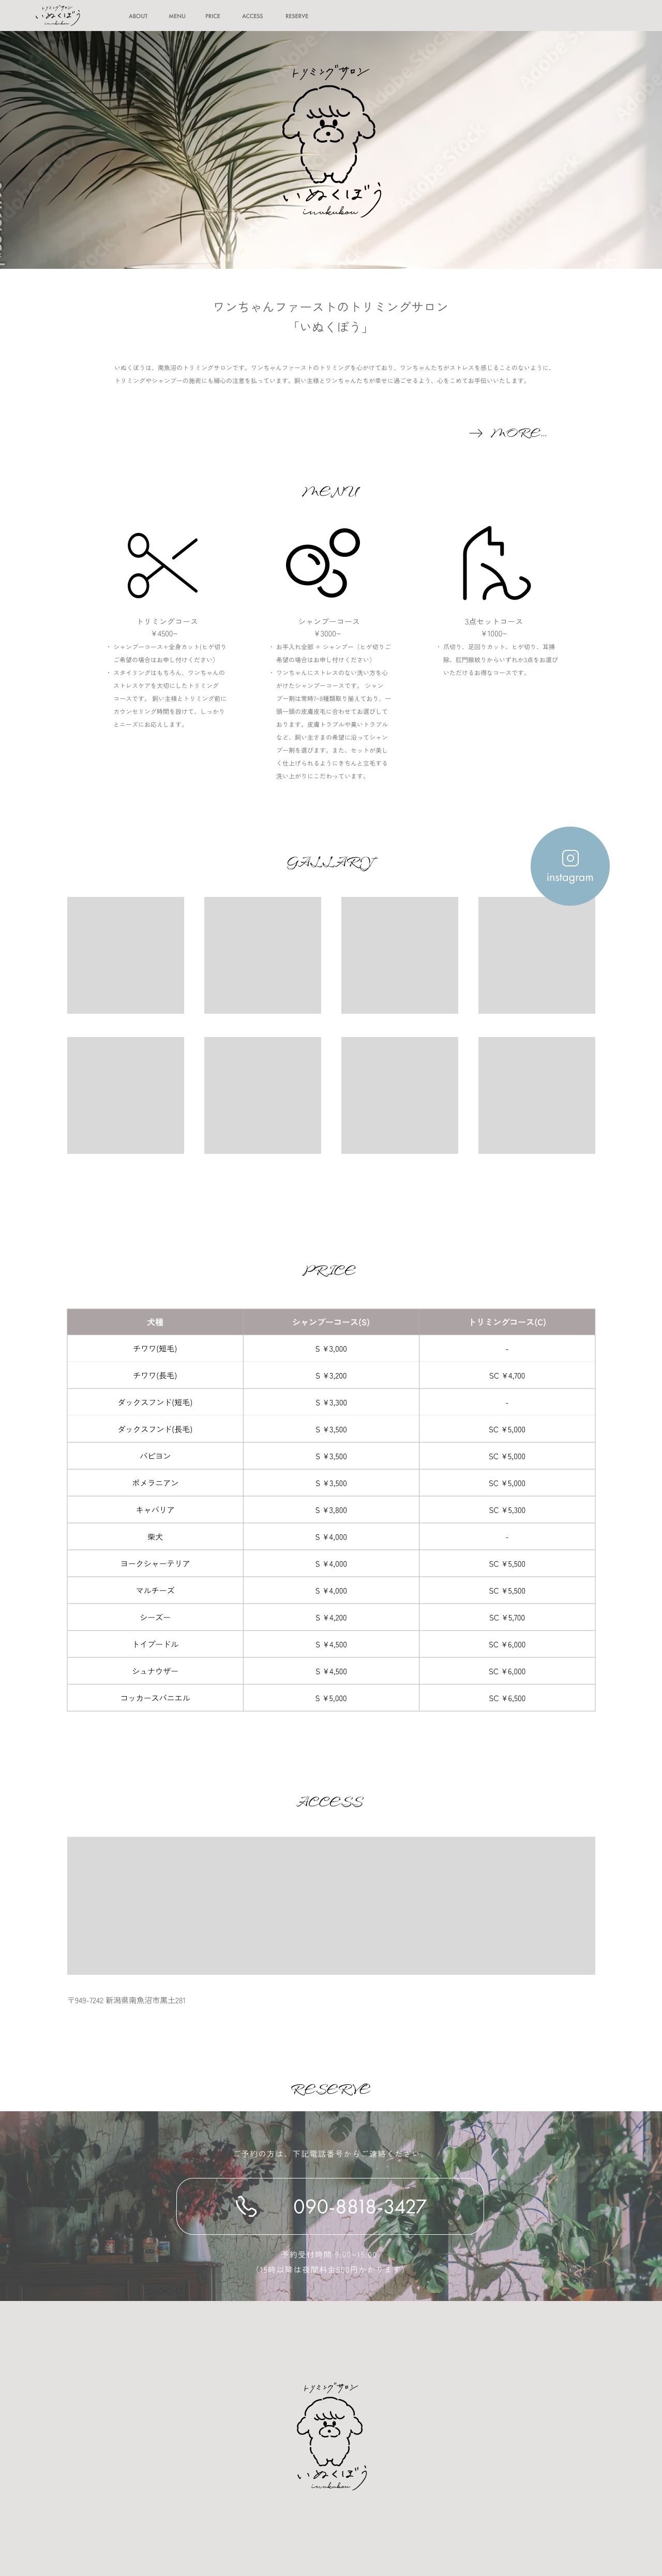 トリミングサロン
いぬくぼう
inukubou
ABOUT MENU PRICE ACCESS RESERVE
Adobe Stock
トリミングサロン
いぬくぼう
inukubou
ワンちゃんファーストのトリミングサロン
「いぬくぼう」
いぬくぼうは、南魚沼のトリミングサロンです。ワンちゃんファーストのトリミングを心がけており、ワンちゃんたちがストレスを感じることのないように、
トリミングやシャンプーの施術にも細心の注意を払っています。飼い主様とワンちゃんたちが幸せに過ごせるよう、心をこめてお手伝いいたします。
→ MORE...
MENU
トリミングコース
¥4500~
・ シャンプーコース+全身カット(ヒゲ切り
ご希望の場合はお申し付けください）
・ スタイリングはもちろん、ワンちゃんの
ストレスケアを大切にしたトリミング
コースです。 飼い主様とトリミング前に
カウンセリング時間を設けて、しっかり
とニーズにお応えします。
シャンプーコース
¥3000~
・ お手入れ全部 + シャンプー（ヒゲ切りご
希望の場合はお申し付けください）
・ ワンちゃんにストレスのない洗い方を心
がけたシャンプーコースです。 シャン
プー剤は常時7~8種類取り揃えており、一
頭一頭の皮膚皮毛に合わせてお選びして
おります。皮膚トラブルや臭いトラブル
など、飼い主さまの希望に沿ってシャン
プー剤を選びます。また、セットが美し
く仕上げられるようにきちんと立毛する
洗い上がりにこだわっています。
3点セットコース
¥1000~
・ 爪切り、足回りカット、ヒゲ切り、耳掃
除、肛門腺絞りからいずれか3点をお選び
いただけるお得なコースです。
GALLARY
instagram
PRICE
犬種 シャンプーコース(S) トリミングコース(C)
チワワ(短毛) S ¥3,000 -
チワワ(長毛) S ¥3,200 SC ¥4,700
ダックスフンド(短毛) S ¥3,300 -
ダックスフンド(長毛) S ¥3,500 SC ¥5,000
パピヨン S ¥3,500 SC ¥5,000
ポメラニアン S ¥3,500 SC ¥5,000
キャバリア S ¥3,800 SC ¥5,300
柴犬 S ¥4,000 -
ヨークシャーテリア S ¥4,000 SC ¥5,500
マルチーズ S ¥4,000 SC ¥5,500
シーズー S ¥4,200 SC ¥5,700
トイプードル S ¥4,500 SC ¥6,000
シュナウザー S ¥4,500 SC ¥6,000
コッカースパニエル S ¥5,000 SC ¥6,500
ACCESS
〒949-7242 新潟県南魚沼市黒土281
RESERVE
ご予約の方は、下記電話番号からご連絡ください。
090-8818-3427
予約受付時間 9:00~15:00
（15時以降は夜間料金500円かかります）
トリミングサロン
いぬくぼう
inukubou